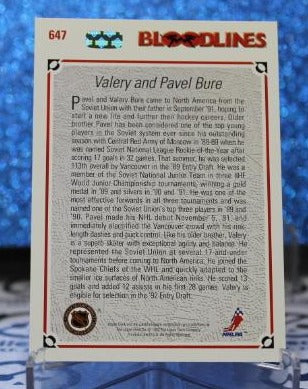 647
BLOODLINES
Valery and Pavel Bure
Pavel and Valery Bure came to North America from the
Soviet Union with their father in September '91, hoping to
start a new life and further their hockey careers. Older
brother Pavel has been considered one of the top young
players in the Soviet system ever since his outstanding
season with Central Red Army of Moscow in '88-89 when he
was named Soviet National League Rookie-of-the-Year after
scoring 17 goals in 32 games. That summer, he was selected
113th overall by Vancouver in the '89 Entry Draft. He was a
member of the Soviet National Junior Team in three IIHF
World Junior Championship tournaments, winning a gold
medal in '89 and silvers in '90 and '91. He was one of the
most effective forwards in all three tournaments and was
named one of the Soviet Union's top three players in '89 and
'90. Pavel made his NHL debut November 5, '91 and
immediately electrified the Vancouver crowd with his rink-
length dashes and puck control. Like his older brother, Valery
is a superb skater with exceptional agility and balance. He
represented the Soviet Union at several 17-and-under
tournaments before coming to North America. He joined the
Spokane Chiefs of the WHL and quickly adapted to the
smaller ice surfaces of North American rinks. He scored 13
goals and added 12 assists in his first 28 games. Valery is
eligible for selection in the '92 Entry Draft.